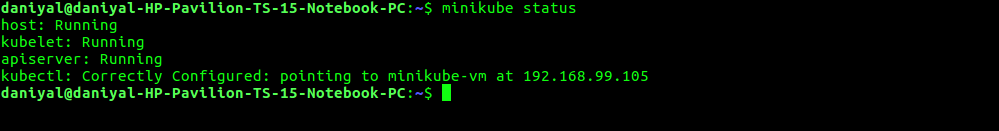 daniyal@daniyal-HP-Pavilion-TS-15-Notebook-PC:~$ minikube status
host: Running
kubelet: Running
apiserver: Running
kubectl: Correctly Configured: pointing to minikube-vm at 192.168.99.105
daniyal@daniyal-HP-Pavilion-TS-15-Notebook-PC:~$